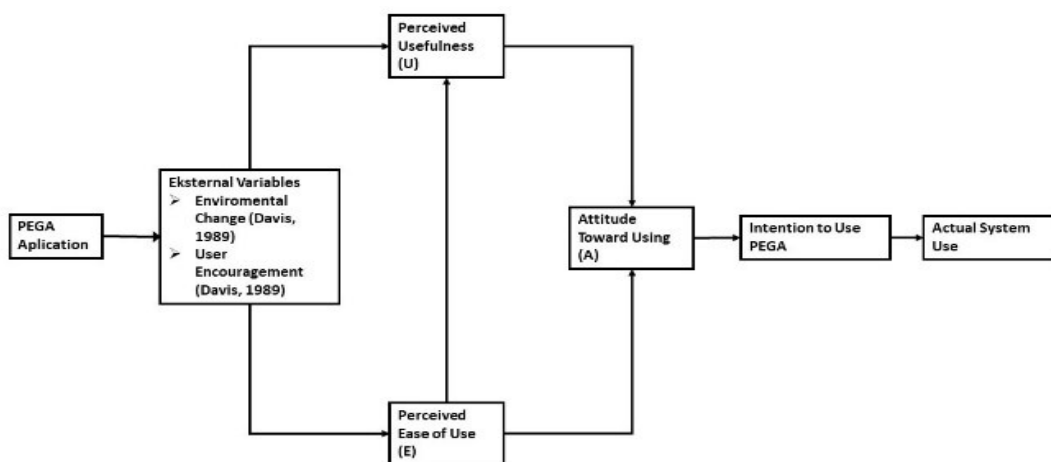 Perceived
Usefulness
(U)
Eksternal Variables
➢ Enviromental
Change (Davis,
1989)
➢ User
Encouragement
(Davis, 1989)
PEGA
Aplication
Attitude
Toward Using
(A)
Intention to Use
PEGA
Actual System
Use
Perceived
Ease of Use
(E)